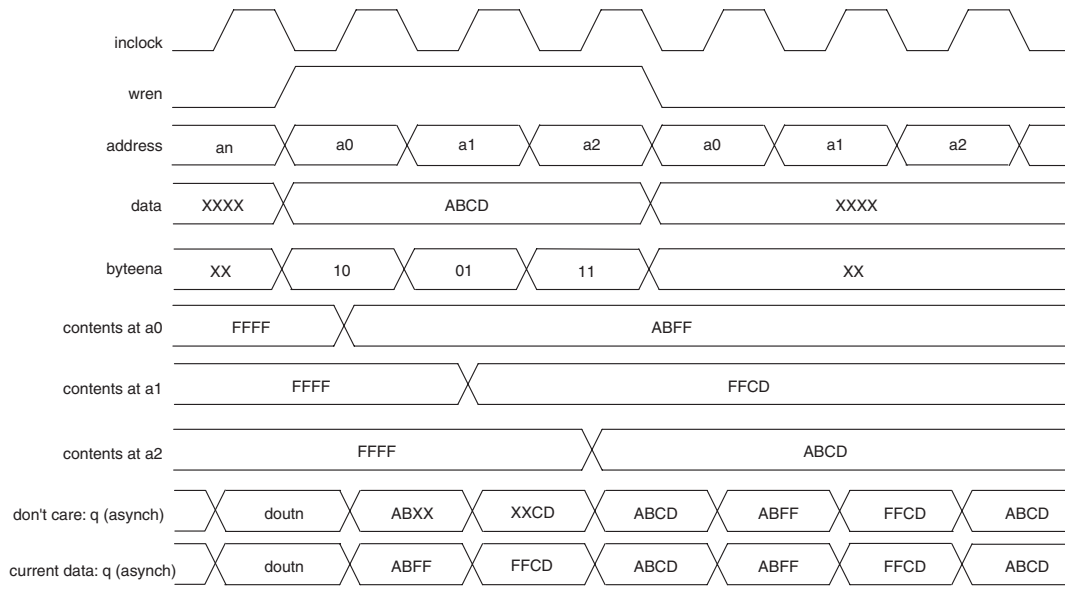 inclock
wren
address an a0 a1 a2 a0 a1 a2
data XXXX ABCD XXXX
byteena XX 10 01 11 XX
contents at a0 FFFF ABFF
contents at a1 FFFF FFCD
contents at a2 FFFF ABCD
don't care: q (asynch) doutn ABXX XXCD ABCD ABFF FFCD ABCD
current data: q (asynch) doutn ABFF FFCD ABCD ABFF FFCD ABCD